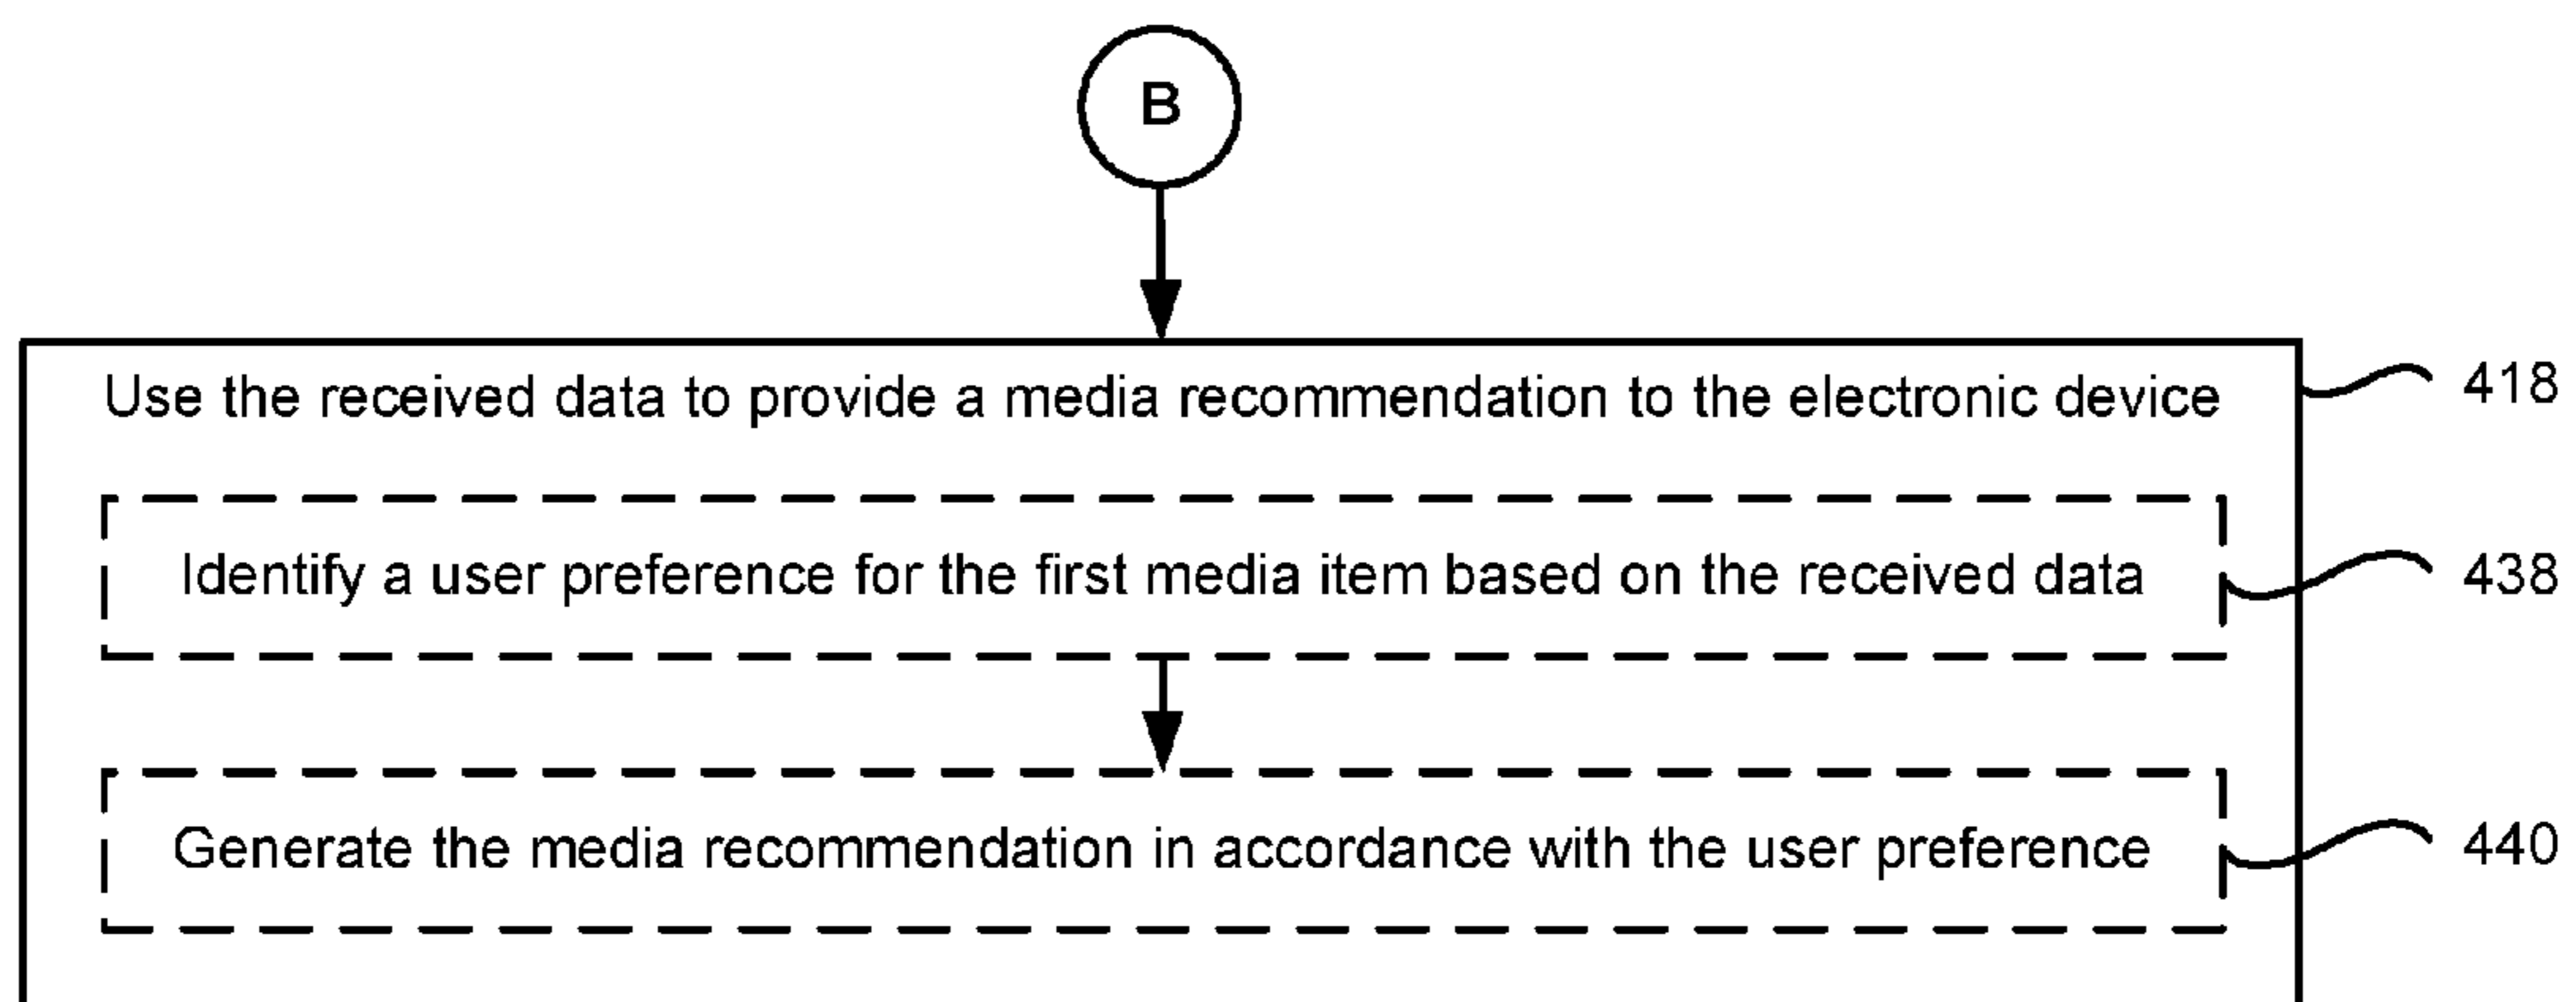 B
Use the received data to provide a media recommendation to the electronic device
418
Identify a user preference for the first media item based on the received data
438
Generate the media recommendation in accordance with the user preference
440